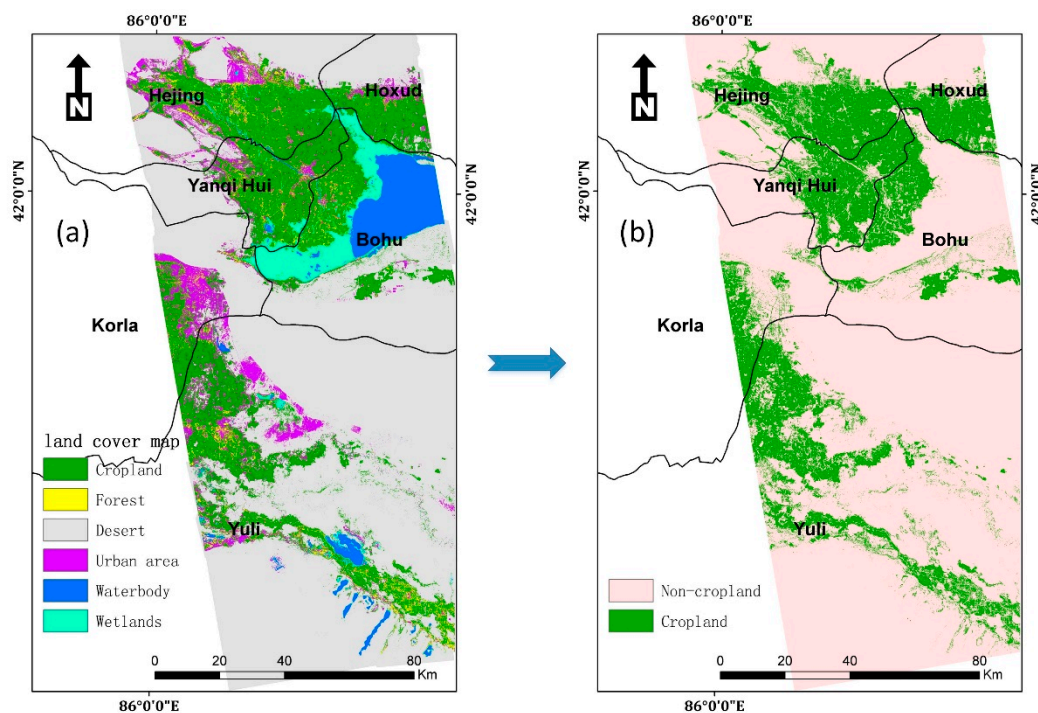 86°0'0"E
86°0'0"E
N
Hejing
Hoxud
Yanqi Hui
42°0'0"N
42°0'0"N
(a)
Bohu
Korla
land cover map
Cropland
Forest
Desert
Urban area
Waterbody
Wetlands
Yuli
0 20 40 80
Km
86°0'0"E
N
Hejing
Hoxud
Yanqi Hui
42°0'0"N
(b)
Bohu
Korla
Yuli
Non-cropland
Cropland
0 20 40 80
Km
86°0'0"E